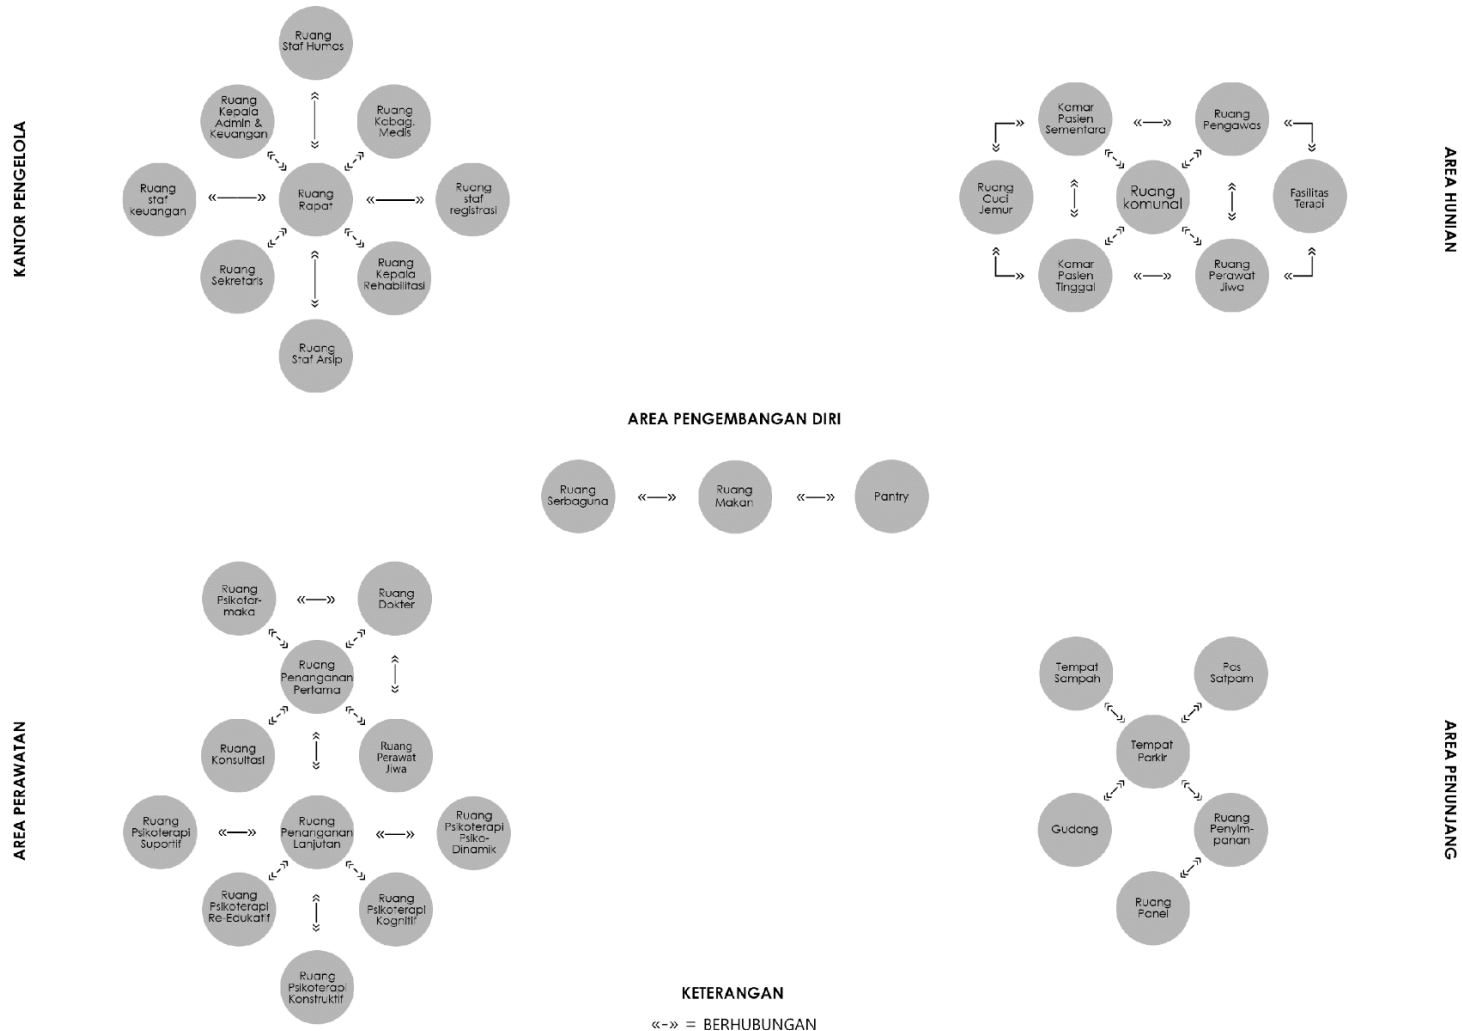 KANTOR PENGELOLA
Ruang
Staf Humas
Ruang
Kepala
Admin &
Keuangan
Ruang
Kabag.
Medis
Ruang
staf
keuangan
Ruang
Rapat
Ruang
staf
registrasi
Ruang
Sekretaris
Ruang
Kepala
Rehabilitasi
Ruang
Staf Arsip
AREA HUNIAN
Kamar
Pasien
Sementara
Ruang
Pengawas
Ruang
Cuci
Jemur
Ruang
komunal
Fasilitas
Terapi
Kamar
Pasien
Tinggal
Ruang
Perawat
Jiwa
AREA PENGEMBANGAN DIRI
Ruang
Serbaguna
Ruang
Makan
Pantry
AREA PERAWATAN
Ruang
Psikofar-
maka
Ruang
Dokter
Ruang
Penanganan
Pertama
Ruang
Konsultasi
Ruang
Perawat
Jiwa
Ruang
Psikoterapi
Suportif
Ruang
Penanganan
Lanjutan
Ruang
Psikoterapi
Psiko-
Dinamik
Ruang
Psikoterapi
Re-Edukatif
Ruang
Psikoterapi
Kognitif
Ruang
Psikoterapi
Konstruktif
AREA PENUNJANG
Tempat
Sampah
Pos
Satpam
Tempat
Parkir
Gudang
Ruang
Penyim-
panan
Ruang
Panel
KETERANGAN
«-» = BERHUBUNGAN